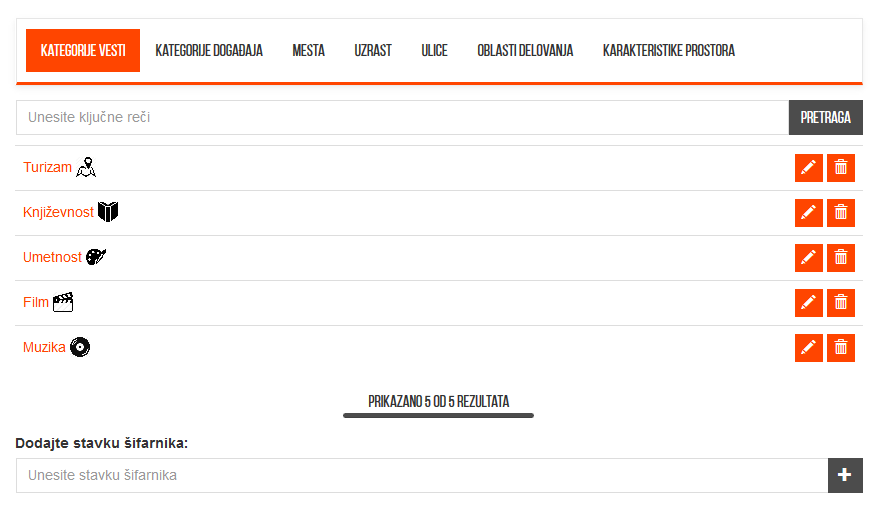 KATEGORIJE VESTI KATEGORIJE DOGAĐAJA MESTA UZRAST ULICE OBLASTI DELOVANJA KARAKTERISTIKE PROSTORA
Unesite ključne reči PRETRAGA
Turizam
Književnost
Umetnost
Film
Muzika
PRIKAZANO 5 OD 5 REZULTATA
Dodajte stavku šifarnika:
Unesite stavku šifarnika